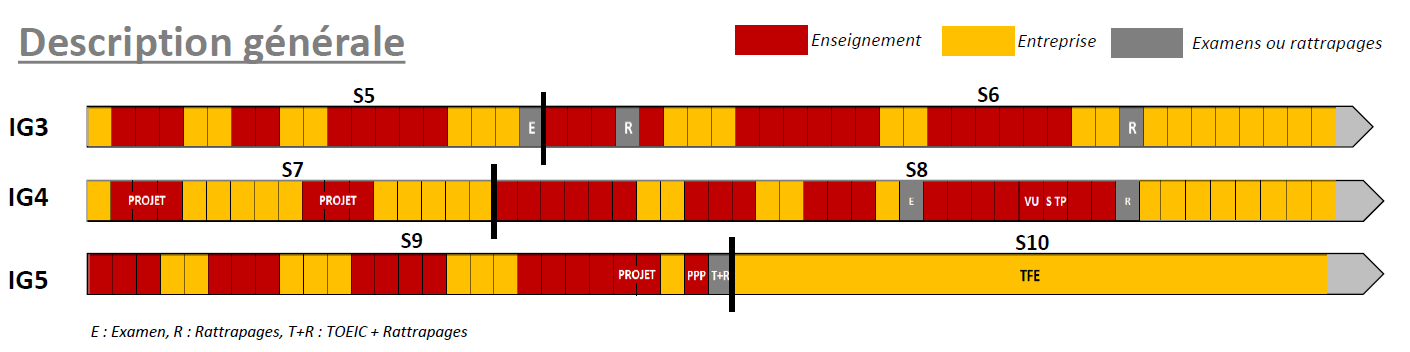 Description générale
Enseignement
Entreprise
Examens ou rattrapages
S5
S6
IG3
E
R
R
S7
S8
IG4
PROJET
PROJET
E
VU S TP
R
S9
S10
IG5
PROJET
PPP
T+R
TFE
E : Examen, R : Rattrapages, T+R : TOEIC + Rattrapages